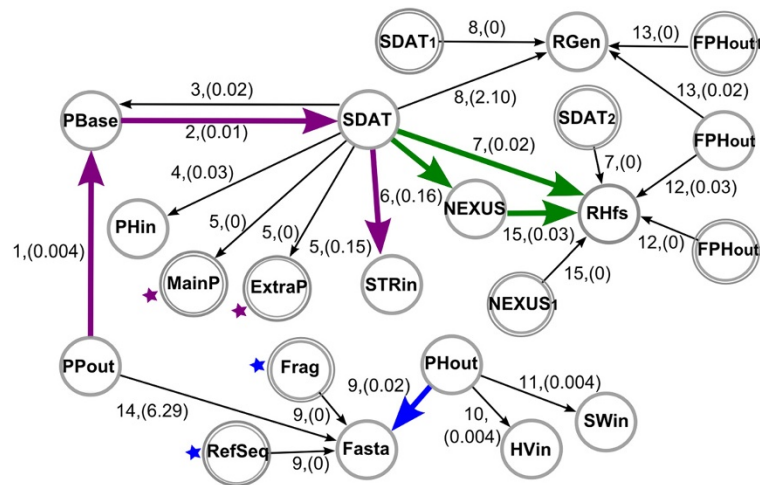 8,(0)
SDAT1
RGen
13,(0)
FPHout1
3,(0.02)
8,(2.10)
13,(0.02)
PBase
2,(0.01)
SDAT
SDAT2
7,(0.02)
7,(0)
FPHout
4,(0.03)
6,(0.16)
12,(0.03)
PHin
5,(0)
5,(0)
5,(0.15)
NEXUS
15,(0.03)
RHfs
12,(0)
FPHout
1,(0.004)
MainP
ExtraP
STRin
15,(0)
NEXUS1
PPout
Frag
9,(0.02)
PHout
11,(0.004)
14,(6.29)
9,(0)
10,
(0.004)
SWin
RefSeq
9,(0)
Fasta
HVin